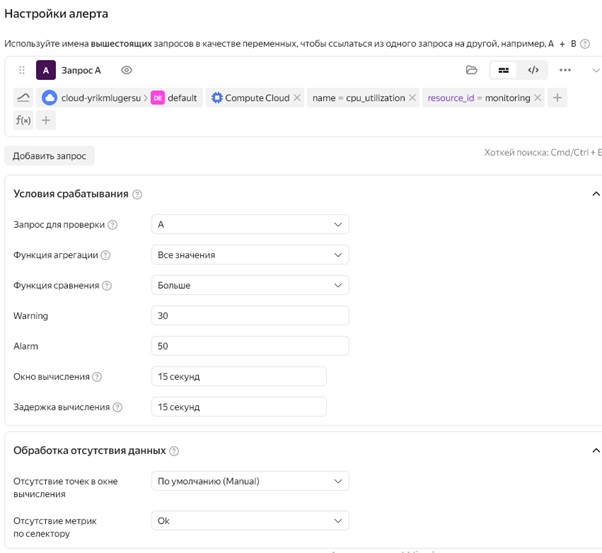 Настройки алерта
Используйте имена вышестоящих запросов в качестве переменных, чтобы ссылаться из одного запроса на другой, например, A + B
A Запрос A
cloud-yrikmlugersu > DE default Compute Cloud × name = cpu_utilization × resource_id = monitoring × +
f(x) +
Добавить запрос Хоткей поиска: Cmd/Ctrl + E
Условия срабатывания
Запрос для проверки A
Функция агрегации Все значения
Функция сравнения Больше
Warning 30
Alarm 50
Окно вычисления 15 секунд
Задержка вычисления 15 секунд
Обработка отсутствия данных
Отсутствие точек в окне По умолчанию (Manual)
вычисления
Отсутствие метрик Ok
по селектору